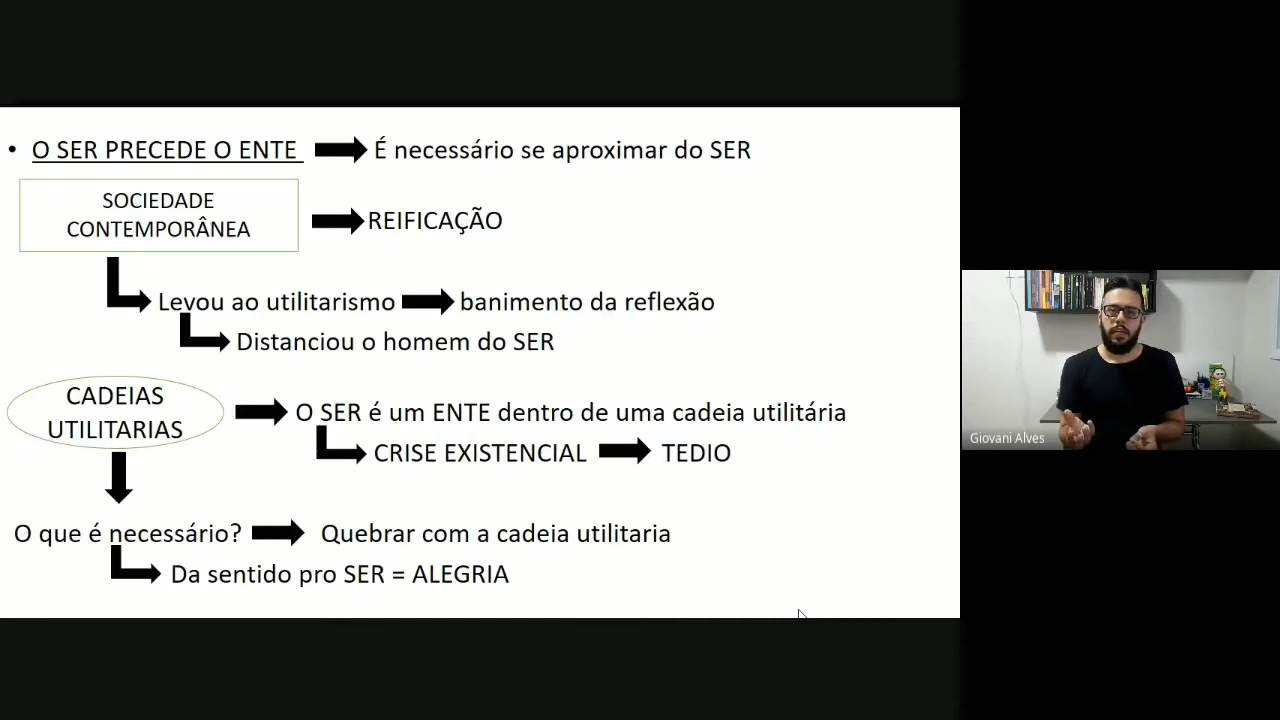 • O SER PRECEDE O ENTE É necessário se aproximar do SER
SOCIEDADE
CONTEMPORÂNEA
REIFICAÇÃO
Levou ao utilitarismo banimento da reflexão
Distanciou o homem do SER
CADEIAS
UTILITARIAS
O SER é um ENTE dentro de uma cadeia utilitária
CRISE EXISTENCIAL TEDIO
O que é necessário? Quebrar com a cadeia utilitaria
Da sentido pro SER = ALEGRIA
Giovani Alves